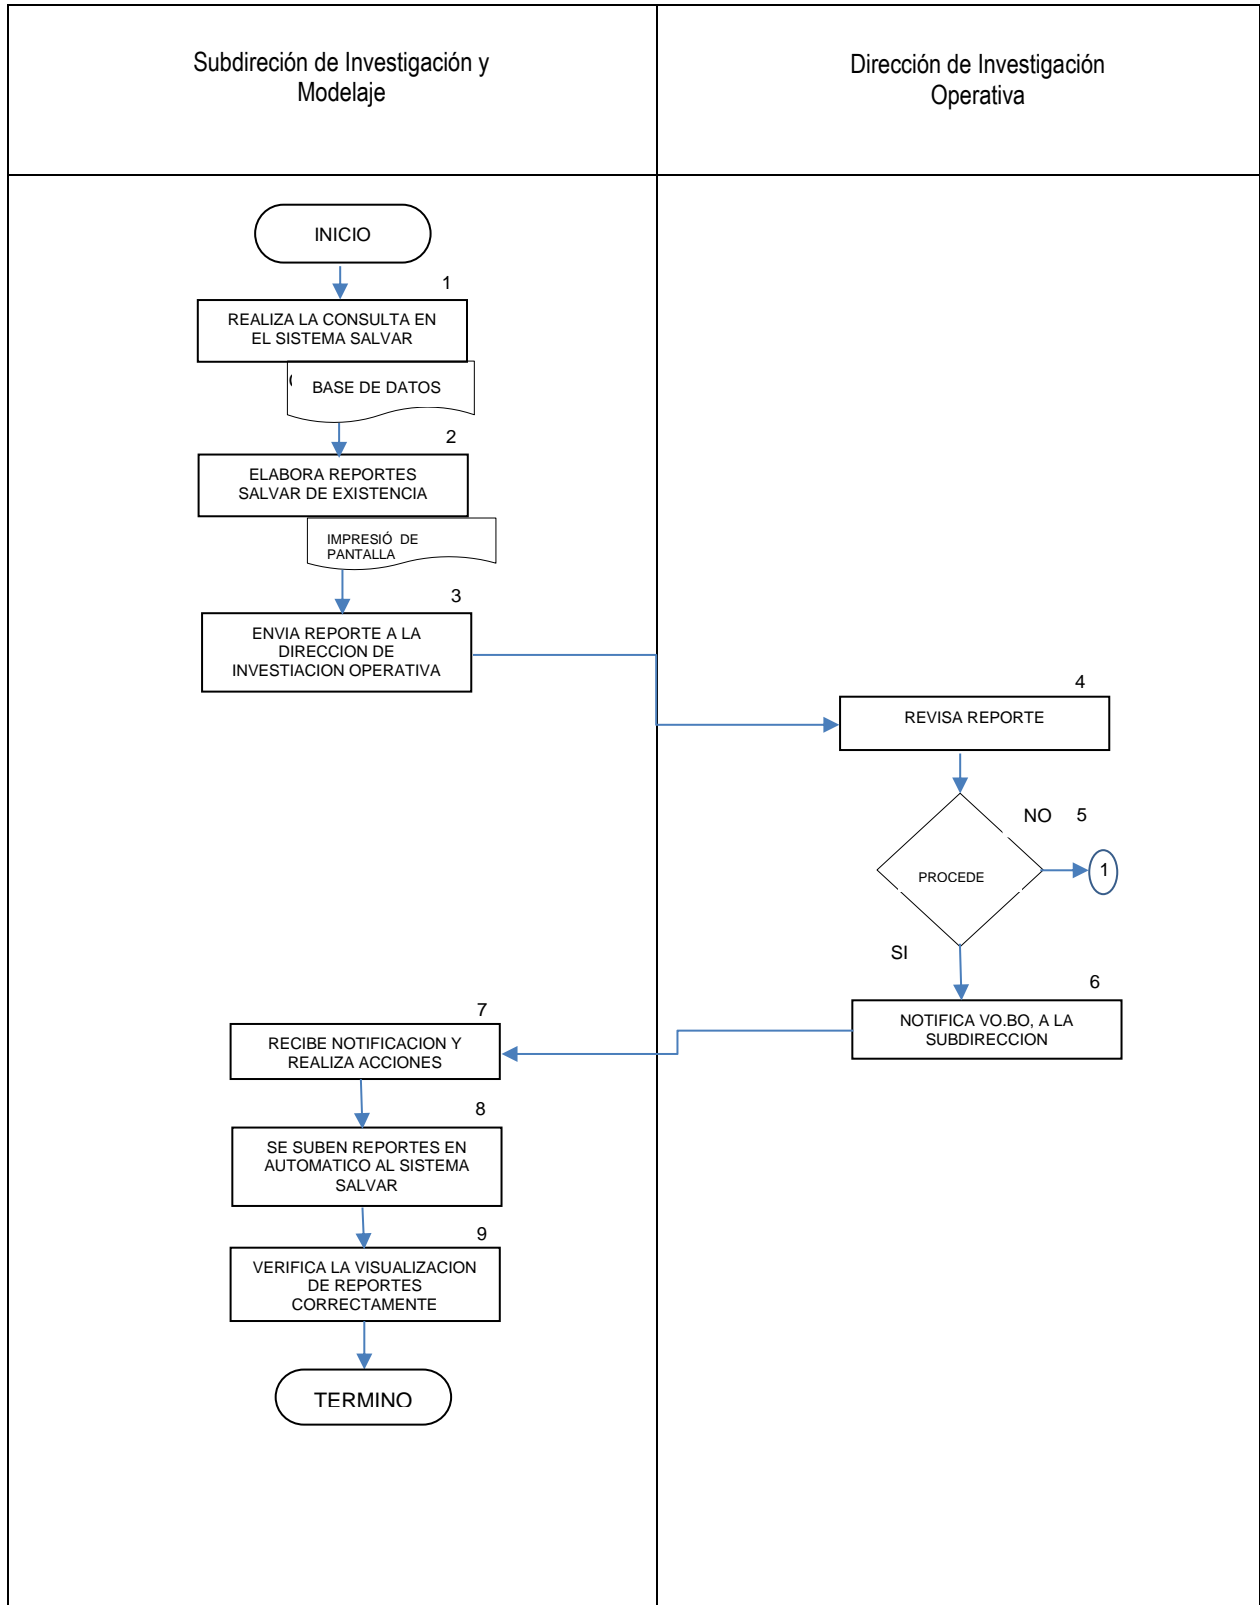 Subdireción de Investigación y
Modelaje
Dirección de Investigación
Operativa
INICIO
1
REALIZA LA CONSULTA EN
EL SISTEMA SALVAR
BASE DE DATOS
2
ELABORA REPORTES
SALVAR DE EXISTENCIA
IMPRESIÓ DE
PANTALLA
3
ENVIA REPORTE A LA
DIRECCION DE
INVESTIACION OPERATIVA
4
REVISA REPORTE
NO 5
PROCEDE
1
SI
6
NOTIFICA VO.BO, A LA
SUBDIRECCION
7
RECIBE NOTIFICACION Y
REALIZA ACCIONES
8
SE SUBEN REPORTES EN
AUTOMATICO AL SISTEMA
SALVAR
9
VERIFICA LA VISUALIZACION
DE REPORTES
CORRECTAMENTE
TERMINO